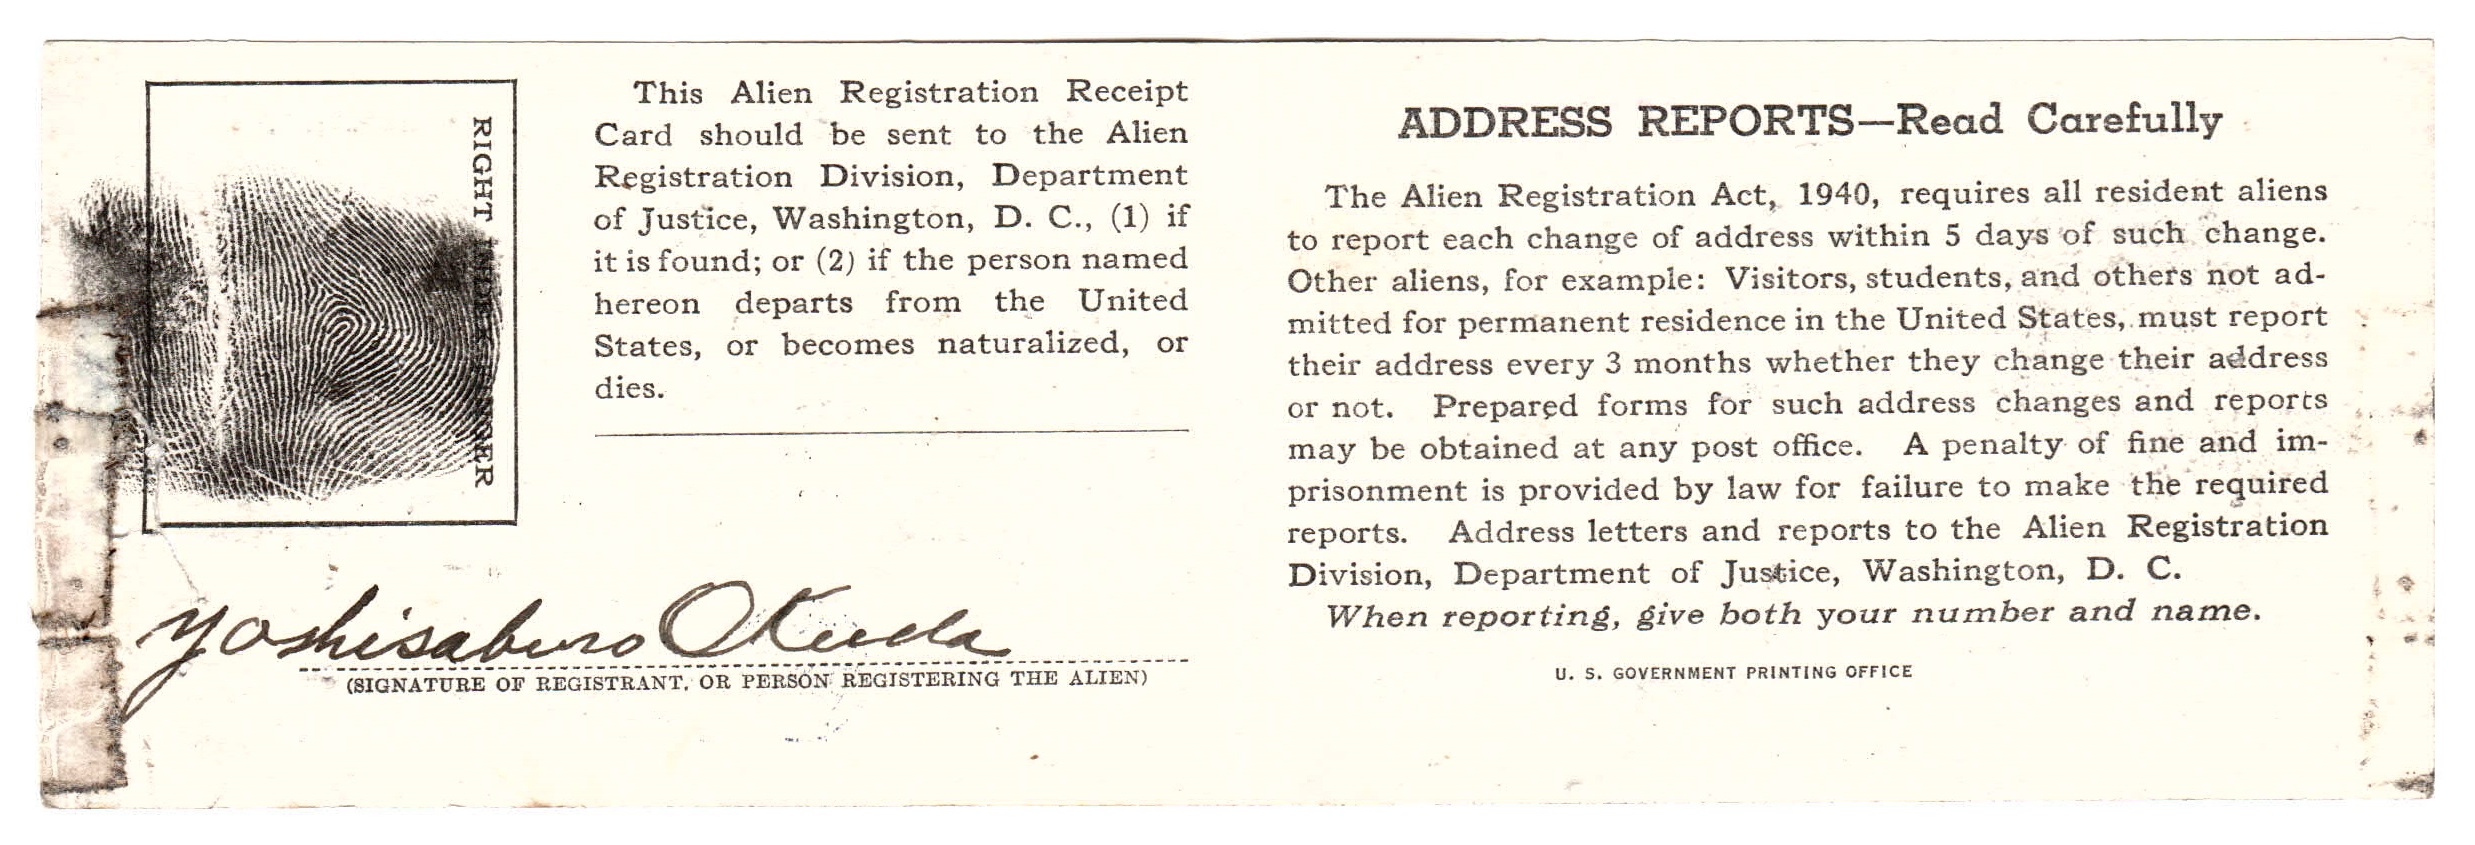 RIGHT INDEX FINGER
This Alien Registration Receipt
Card should be sent to the Alien
Registration Division, Department
of Justice, Washington, D. C., (1) if
it is found; or (2) if the person named
hereon departs from the United
States, or becomes naturalized, or
dies.
Yoshisaburo Okuda
(SIGNATURE OF REGISTRANT, OR PERSON REGISTERING THE ALIEN)
ADDRESS REPORTS—Read Carefully
The Alien Registration Act, 1940, requires all resident aliens
to report each change of address within 5 days of such change.
Other aliens, for example: Visitors, students, and others not ad-
mitted for permanent residence in the United States, must report
their address every 3 months whether they change their address
or not. Prepared forms for such address changes and reports
may be obtained at any post office. A penalty of fine and im-
prisonment is provided by law for failure to make the required
reports. Address letters and reports to the Alien Registration
Division, Department of Justice, Washington, D. C.
When reporting, give both your number and name.
U. S. GOVERNMENT PRINTING OFFICE